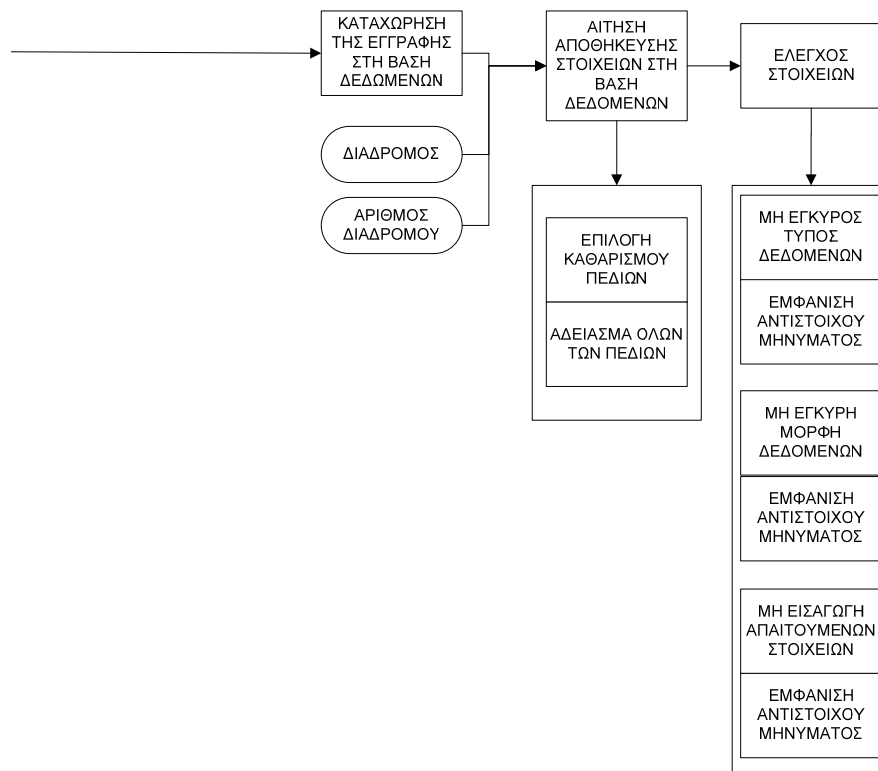 ΚΑΤΑΧΩΡΗΣΗ
ΤΗΣ ΕΓΓΡΑΦΗΣ
ΣΤΗ ΒΑΣΗ
ΔΕΔΩΜΕΝΩΝ
ΔΙΑΔΡΟΜΟΣ
ΑΡΙΘΜΟΣ
ΔΙΑΔΡΟΜΟΥ
ΑΙΤΗΣΗ
ΑΠΟΘΗΚΕΥΣΗΣ
ΣΤΟΙΧΕΙΩΝ ΣΤΗ
ΒΑΣΗ
ΔΕΔΟΜΕΝΩΝ
ΕΠΙΛΟΓΗ
ΚΑΘΑΡΙΣΜΟΥ
ΠΕΔΙΩΝ
ΑΔΕΙΑΣΜΑ ΟΛΩΝ
ΤΩΝ ΠΕΔΙΩΝ
ΕΛΕΓΧΟΣ
ΣΤΟΙΧΕΙΩΝ
ΜΗ ΕΓΚΥΡΟΣ
ΤΥΠΟΣ
ΔΕΔΟΜΕΝΩΝ
ΕΜΦΑΝΙΣΗ
ΑΝΤΙΣΤΟΙΧΟΥ
ΜΗΝΥΜΑΤΟΣ
ΜΗ ΕΓΚΥΡΗ
ΜΟΡΦΗ
ΔΕΔΟΜΕΝΩΝ
ΕΜΦΑΝΙΣΗ
ΑΝΤΙΣΤΟΙΧΟΥ
ΜΗΝΥΜΑΤΟΣ
ΜΗ ΕΙΣΑΓΩΓΗ
ΑΠΑΙΤΟΥΜΕΝΩΝ
ΣΤΟΙΧΕΙΩΝ
ΕΜΦΑΝΙΣΗ
ΑΝΤΙΣΤΟΙΧΟΥ
ΜΗΝΥΜΑΤΟΣ